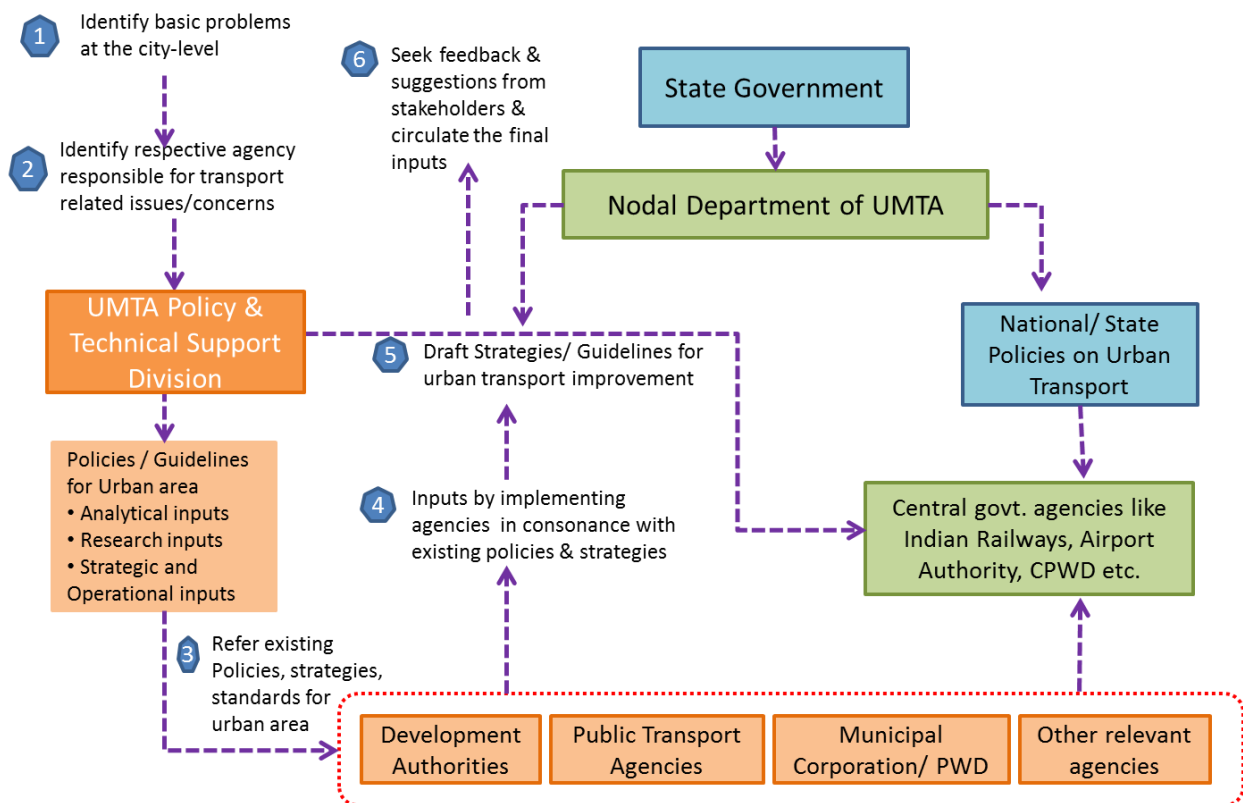 1
Identify basic problems
at the city-level
2
Identify respective agency
responsible for transport
related issues/concerns
UMTA Policy &
Technical Support
Division
Policies / Guidelines
for Urban area
• Analytical inputs
• Research inputs
• Strategic and
Operational inputs
3
Refer existing
Policies, strategies,
standards for
urban area
Development
Authorities
Public Transport
Agencies
Municipal
Corporation/ PWD
Other relevant
agencies
4
Inputs by implementing
agencies in consonance with
existing policies & strategies
5
Draft Strategies/ Guidelines for
urban transport improvement
6
Seek feedback &
suggestions from
stakeholders &
circulate the final
inputs
State Government
Nodal Department of UMTA
National/ State
Policies on Urban
Transport
Central govt. agencies like
Indian Railways, Airport
Authority, CPWD etc.